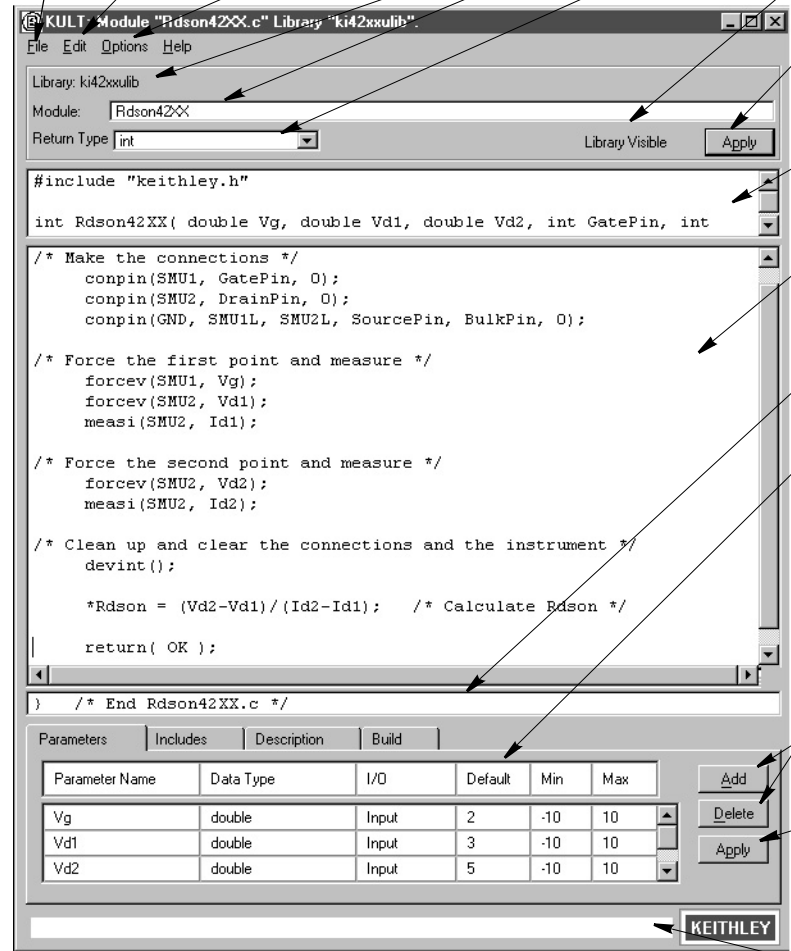 KULT: Module "Rdson42XX.c" Library "ki42xxulib".
File Edit Options Help
Library: ki42xxulib
Module: Rdson42XX
Return Type int Library Visible Apply
#include "keithley.h"
int Rdson42XX( double Vg, double Vd1, double Vd2, int GatePin, int
/* Make the connections */
conpin(SMU1, GatePin, 0);
conpin(SMU2, DrainPin, 0);
conpin(GND, SMU1L, SMU2L, SourcePin, BulkPin, 0);
/* Force the first point and measure */
forcev(SMU1, Vg);
forcev(SMU2, Vd1);
measi(SMU2, Id1);
/* Force the second point and measure */
forcev(SMU2, Vd2);
measi(SMU2, Id2);
/* Clean up and clear the connections and the instrument */
devint();
*Rdson = (Vd2-Vd1)/(Id2-Id1); /* Calculate Rdson */
return( OK );
} /* End Rdson42XX.c */
Parameters Includes Description Build
Parameter Name Data Type I/O Default Min Max Add
Vg double Input 2 -10 10 Delete
Vd1 double Input 3 -10 10 Apply
Vd2 double Input 5 -10 10
KEITHLEY